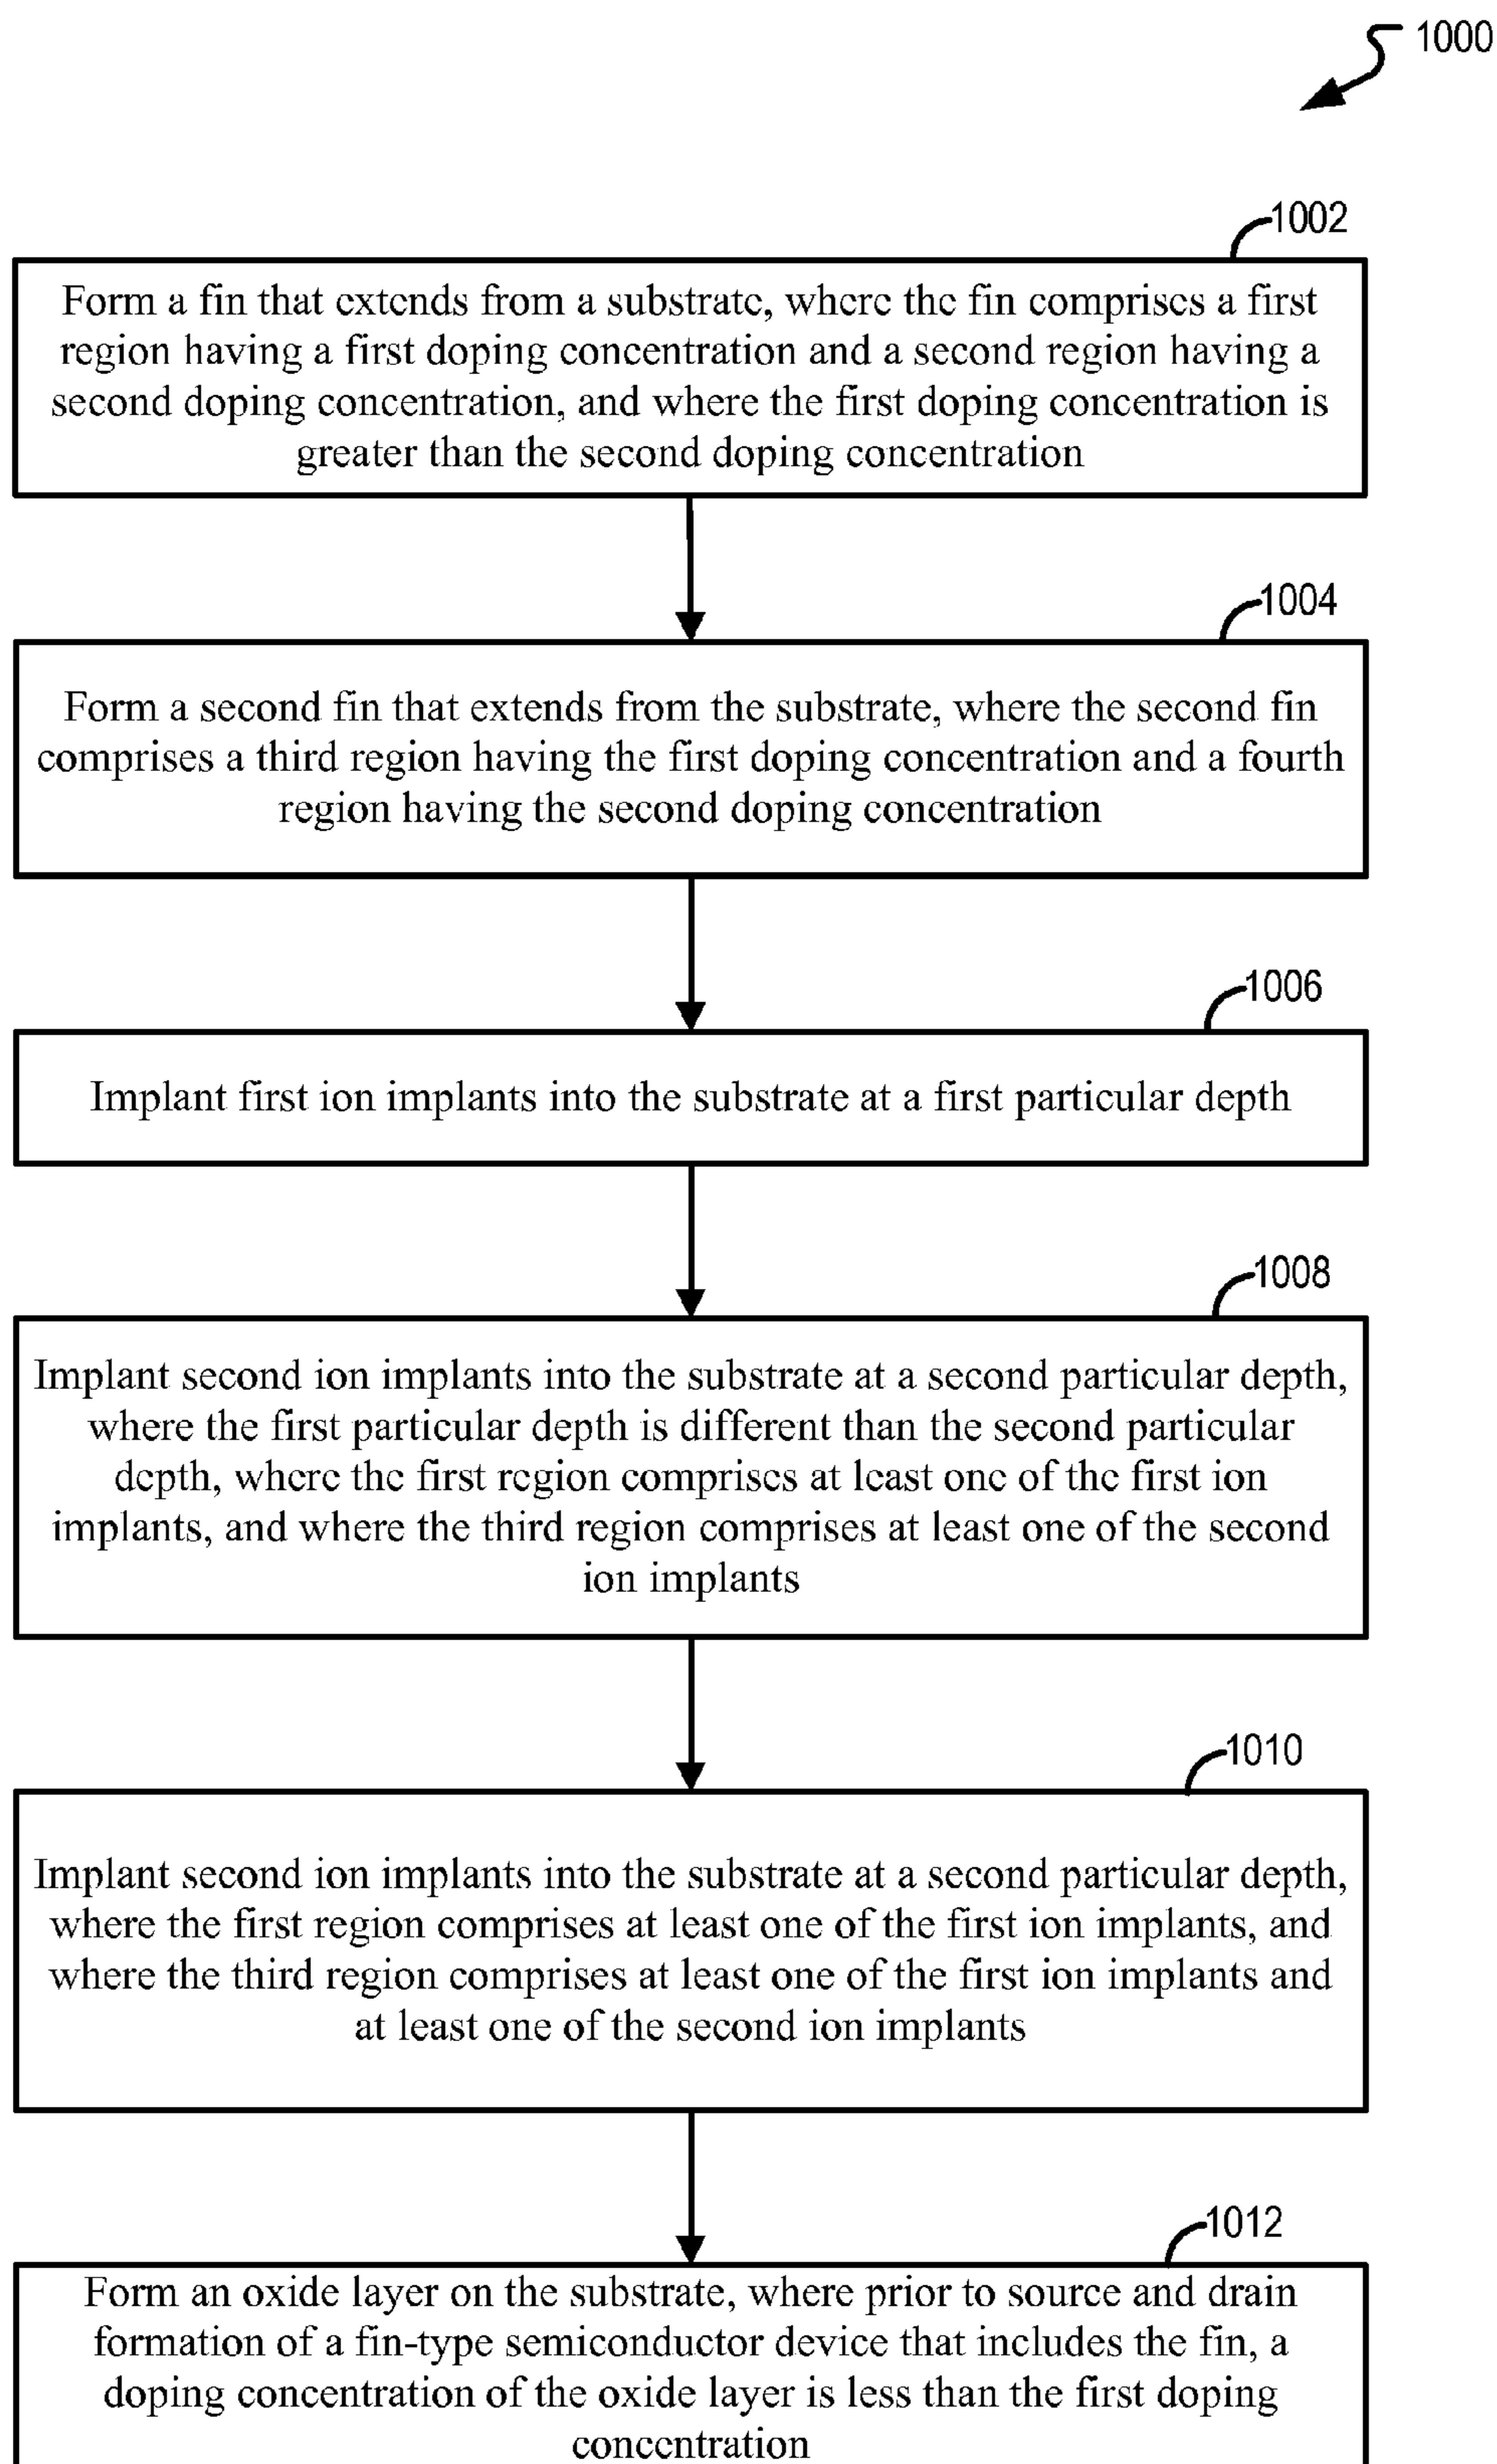 1000
1002
Form a fin that extends from a substrate, where the fin comprises a first
region having a first doping concentration and a second region having a
second doping concentration, and where the first doping concentration is
greater than the second doping concentration
1004
Form a second fin that extends from the substrate, where the second fin
comprises a third region having the first doping concentration and a fourth
region having the second doping concentration
1006
Implant first ion implants into the substrate at a first particular depth
1008
Implant second ion implants into the substrate at a second particular depth,
where the first particular depth is different than the second particular
depth, where the first region comprises at least one of the first ion
implants, and where the third region comprises at least one of the second
ion implants
1010
Implant second ion implants into the substrate at a second particular depth,
where the first region comprises at least one of the first ion implants, and
where the third region comprises at least one of the first ion implants and
at least one of the second ion implants
1012
Form an oxide layer on the substrate, where prior to source and drain
formation of a fin-type semiconductor device that includes the fin, a
doping concentration of the oxide layer is less than the first doping
concentration